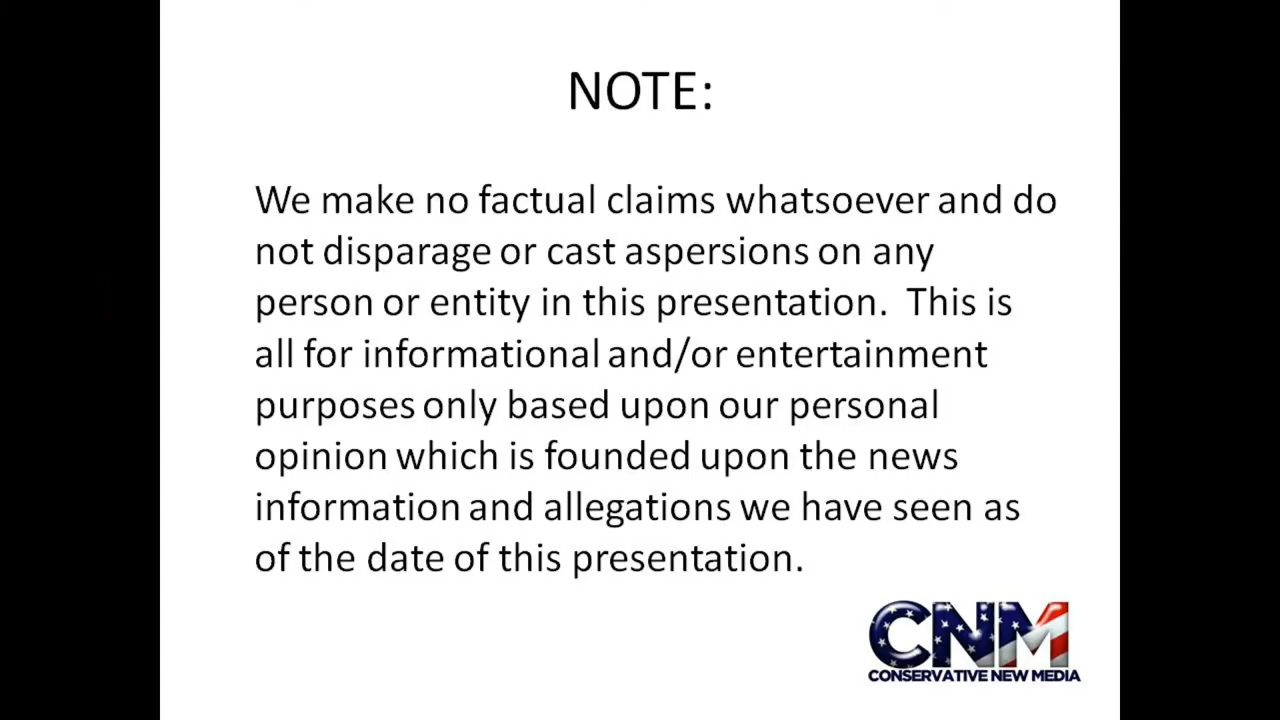 NOTE:
We make no factual claims whatsoever and do
not disparage or cast aspersions on any
person or entity in this presentation.  This is
all for informational and/or entertainment
purposes only based upon our personal
opinion which is founded upon the news
information and allegations we have seen as
of the date of this presentation.
CNM
CONSERVATIVE NEW MEDIA